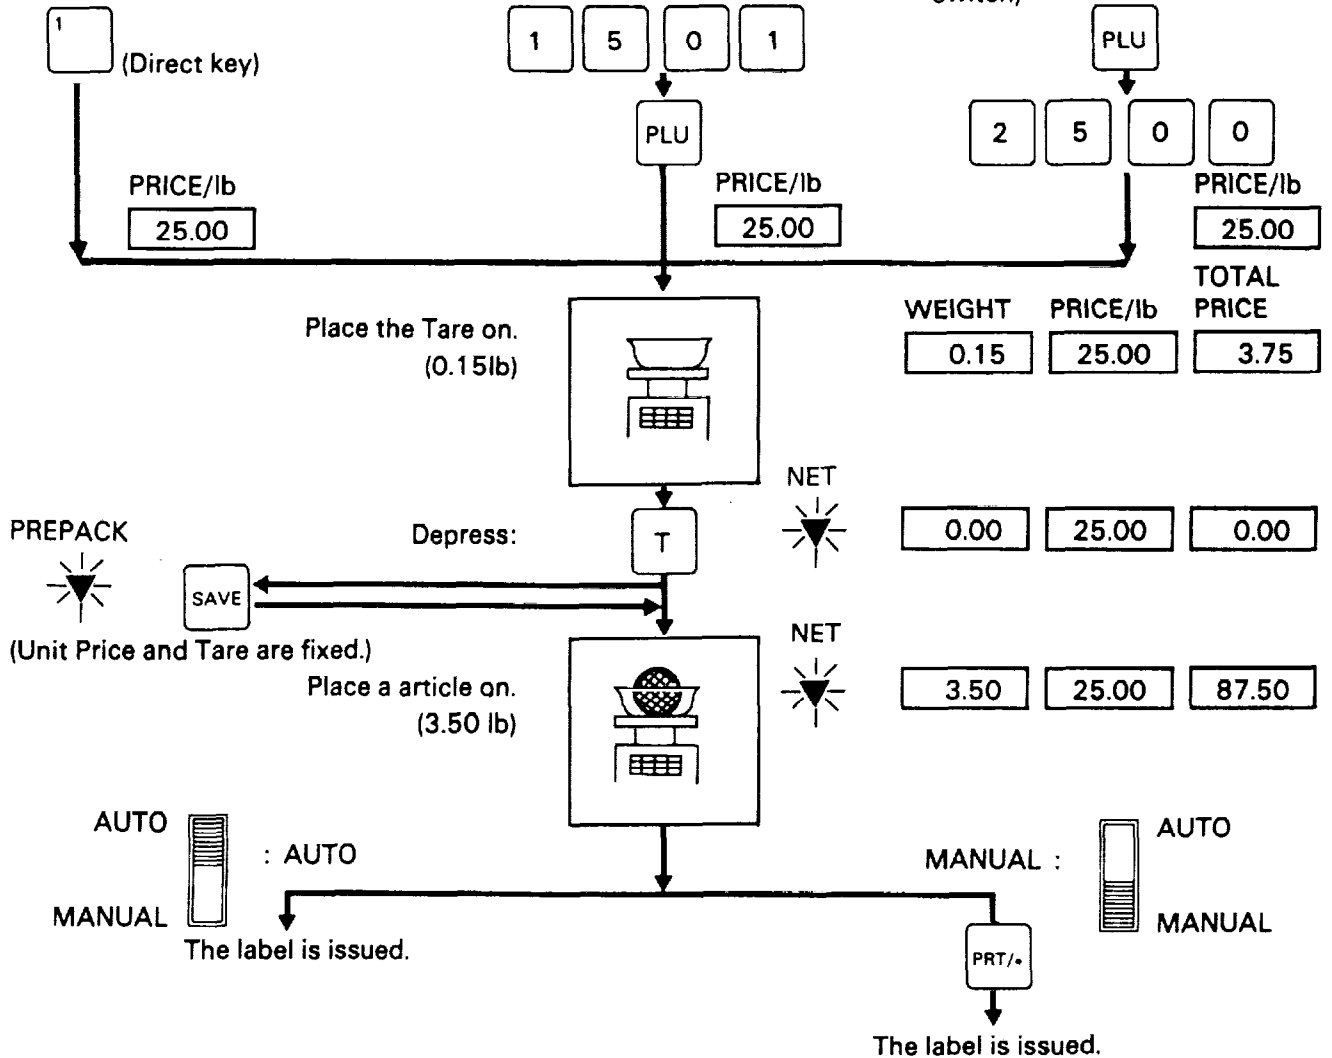 switch)
1
(Direct key)
1 5 0 1
PLU
PLU
2 5 0 0
PRICE/lb
25.00
PRICE/lb
25.00
PRICE/lb
25.00
Place the Tare on.
(0.15lb)
WEIGHT PRICE/lb TOTAL PRICE
0.15 25.00 3.75
Depress:
T
NET
0.00 25.00 0.00
PREPACK
SAVE
(Unit Price and Tare are fixed.)
Place a article on.
(3.50 lb)
NET
3.50 25.00 87.50
AUTO
: AUTO
MANUAL
The label is issued.
MANUAL :
AUTO
MANUAL
PRT/*
The label is issued.